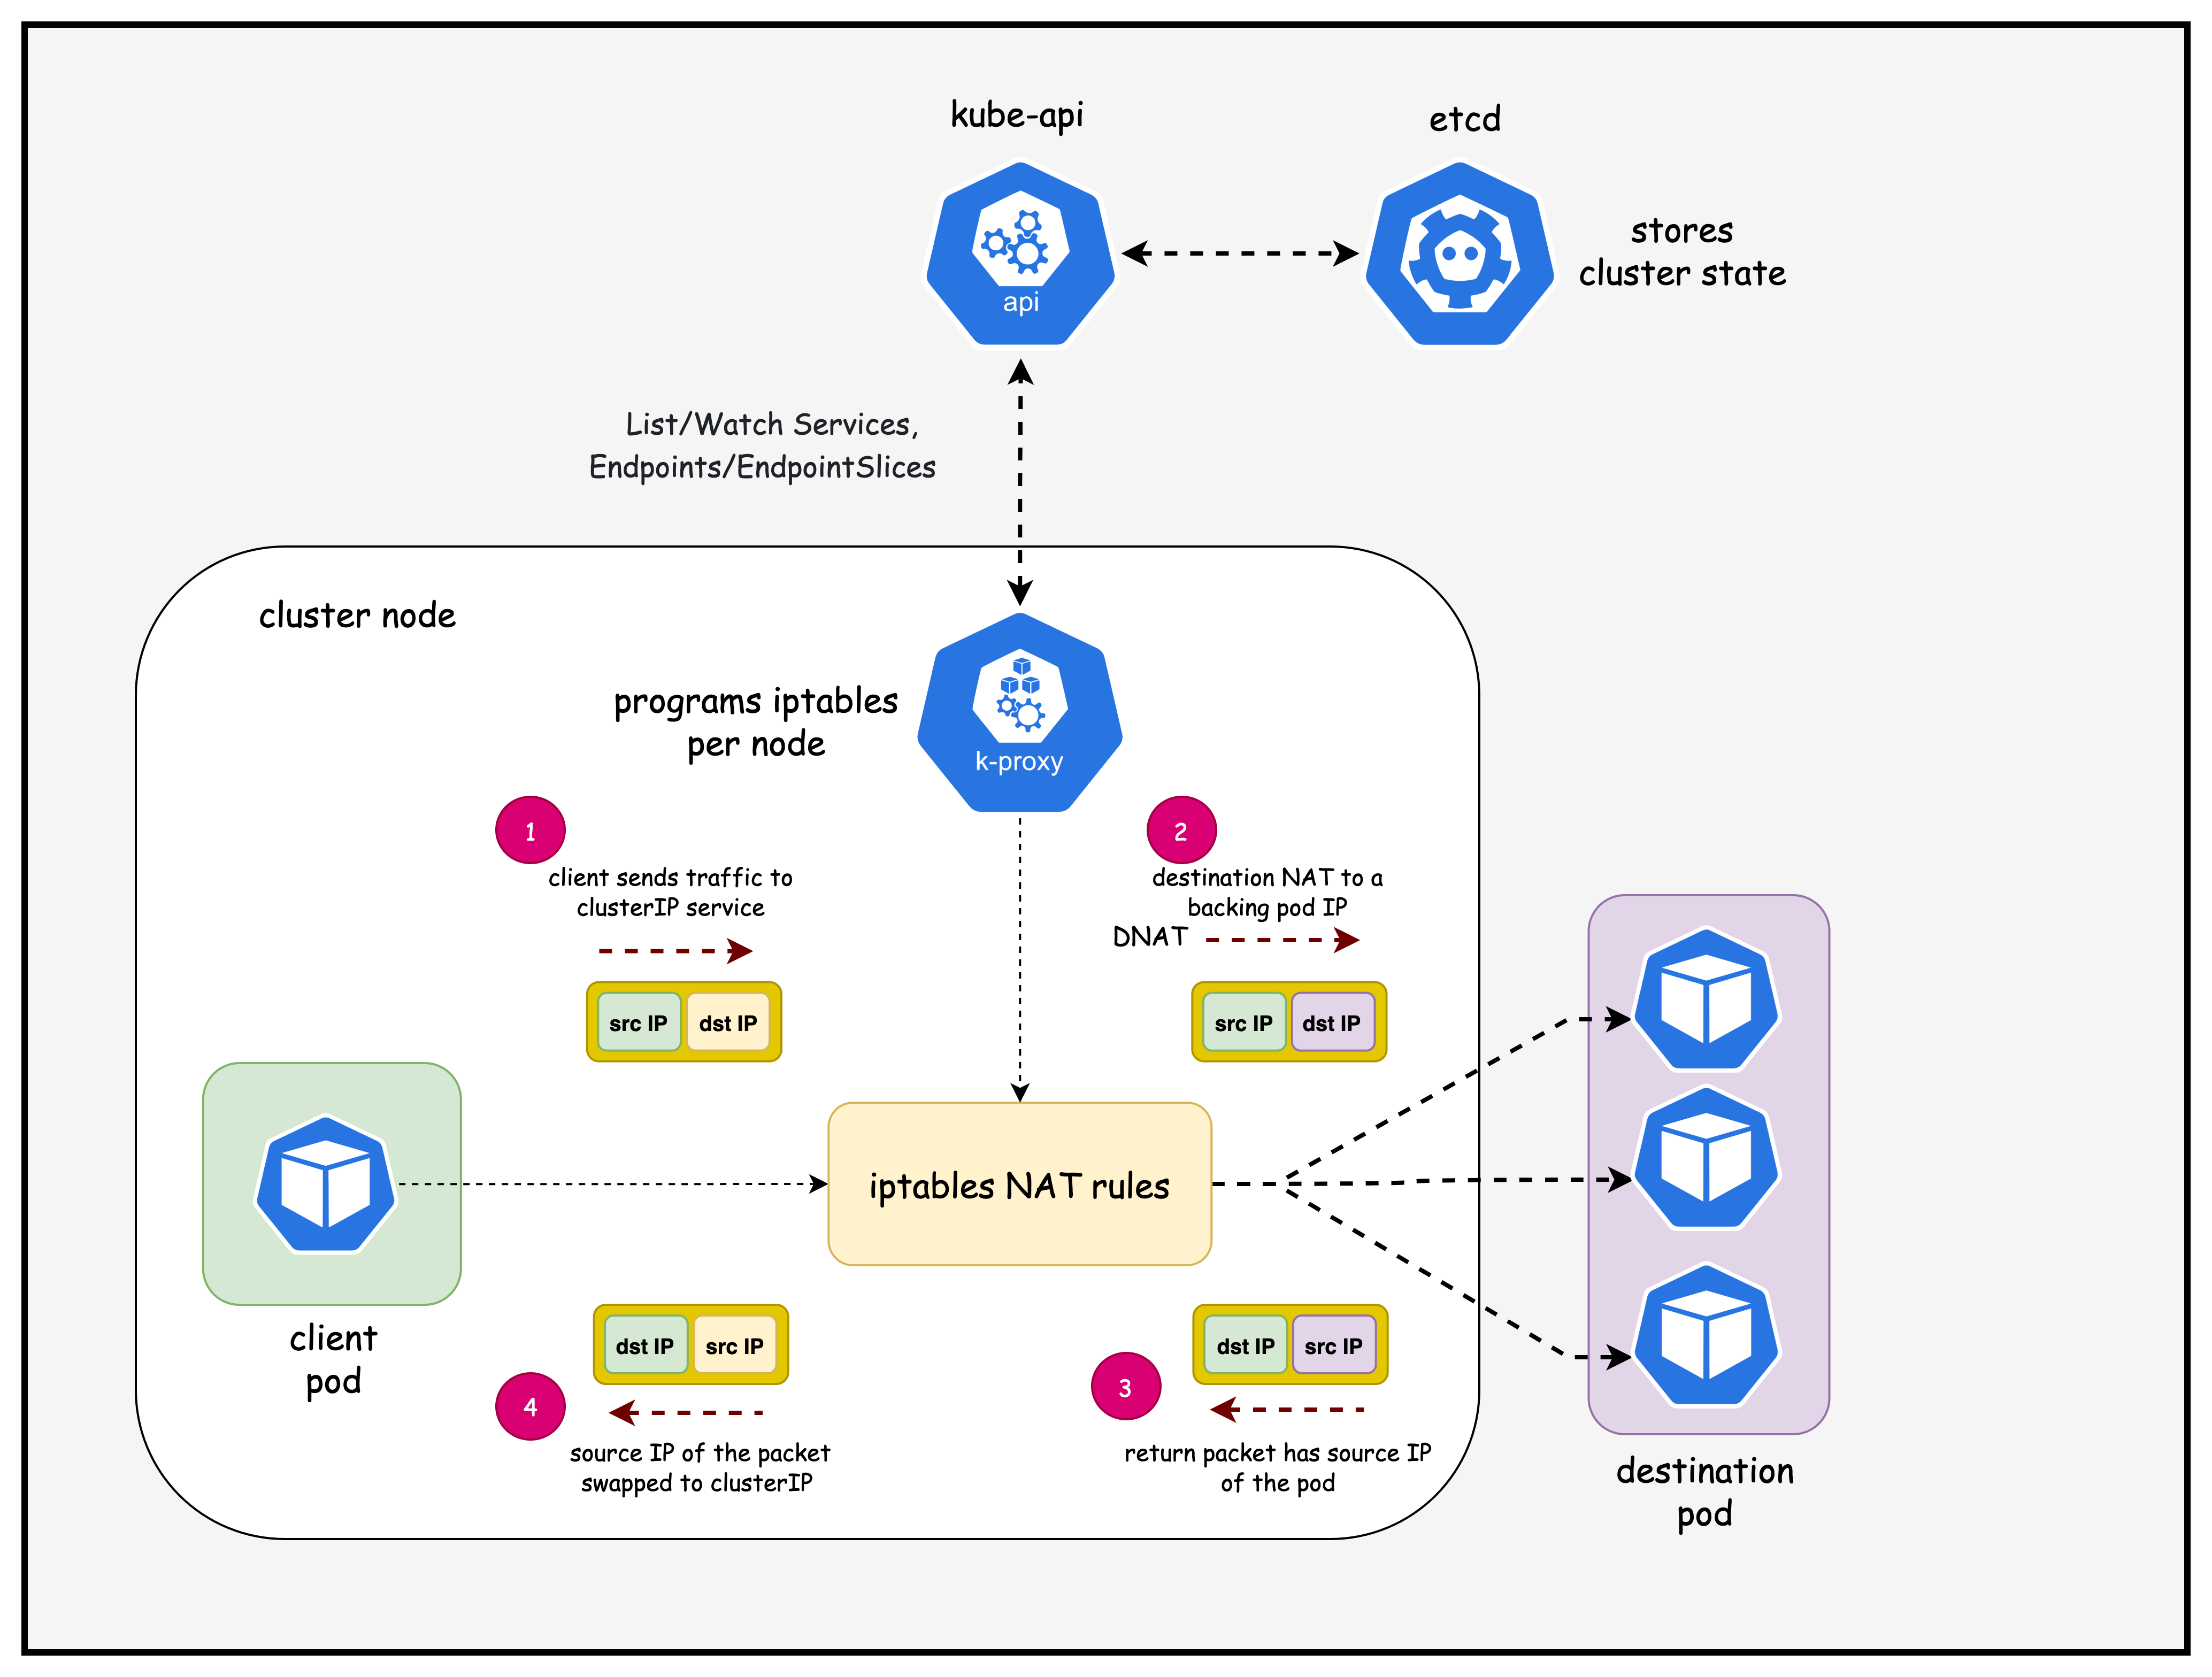 kube-api
etcd
api
stores
cluster state
List/Watch Services,
Endpoints/EndpointSlices
cluster node
programs iptables
per node
k-proxy
1
client sends traffic to
clusterIP service
2
destination NAT to a
backing pod IP
DNAT
src IP dst IP
src IP dst IP
iptables NAT rules
client
pod
dst IP src IP
4
source IP of the packet
swapped to clusterIP
dst IP src IP
3
return packet has source IP
of the pod
destination
pod